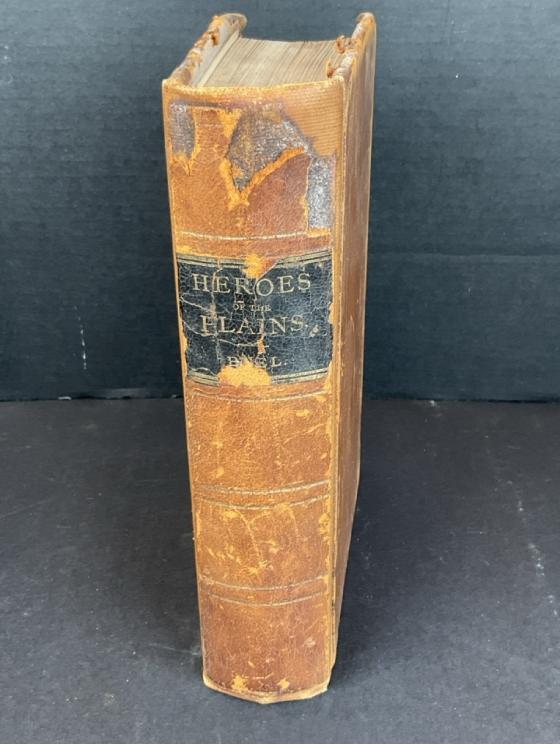 HEROES
OF THE
PLAINS.
BUEL.